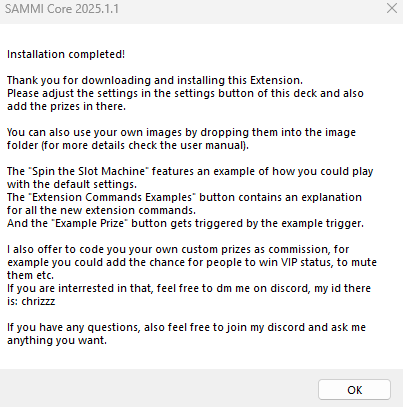 SAMMI Core 2025.1.1
Installation completed!
Thank you for downloading and installing this Extension.
Please adjust the settings in the settings button of this deck and also
add the prizes in there.
You can also use your own images by dropping them into the image
folder (for more details check the user manual).
The "Spin the Slot Machine" features an example of how you could play
with the default settings.
The "Extension Commands Examples" button contains an explanation
for all the new extension commands.
And the "Example Prize" button gets triggered by the example trigger.
I also offer to code you your own custom prizes as commission, for
example you could add the chance for people to win VIP status, to mute
them etc.
If you are interrested in that, feel free to dm me on discord, my id there
is: chrizzz
If you have any questions, also feel free to join my discord and ask me
anything you want.
OK